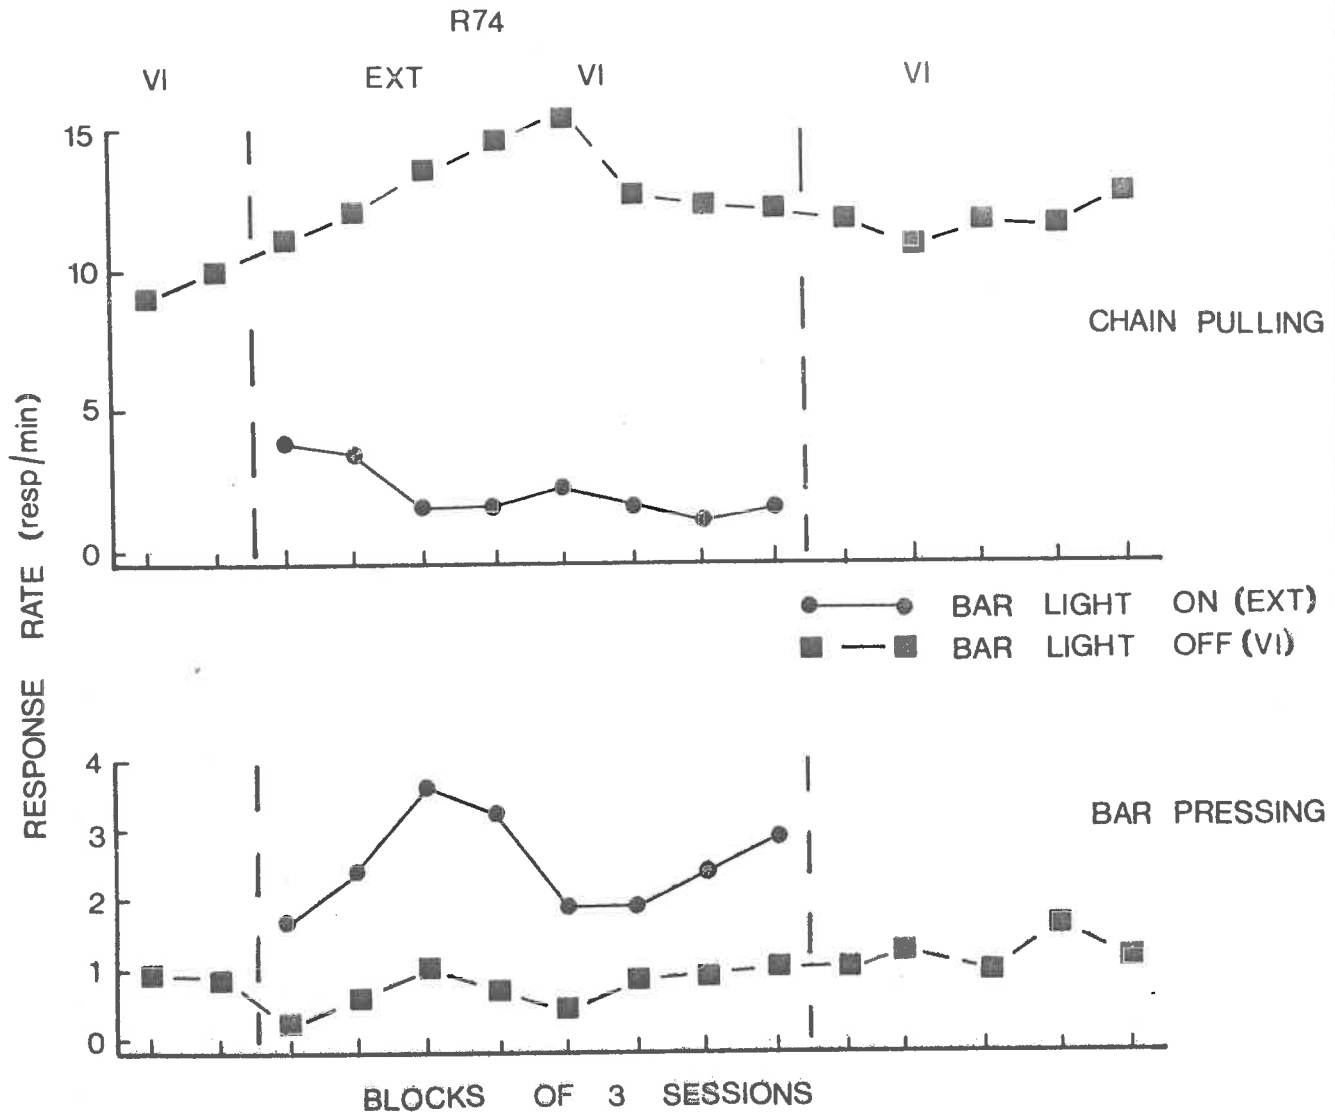 R74
VI EXT VI VI
15
10
5
0
CHAIN PULLING
BAR LIGHT ON (EXT)
BAR LIGHT OFF (VI)
RESPONSE RATE (resp/min)
4
3
2
1
0
BAR PRESSING
BLOCKS OF 3 SESSIONS